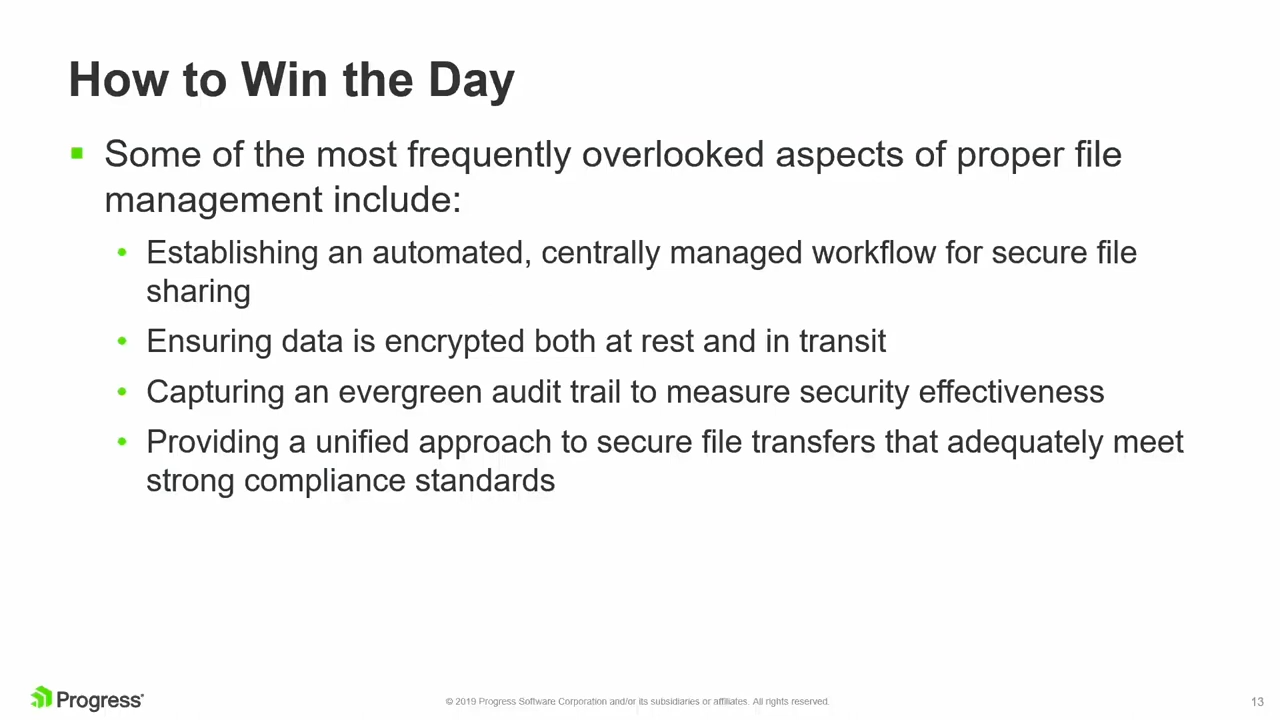 How to Win the Day
Some of the most frequently overlooked aspects of proper file
management include:
Establishing an automated, centrally managed workflow for secure file
sharing
Ensuring data is encrypted both at rest and in transit
Capturing an evergreen audit trail to measure security effectiveness
Providing a unified approach to secure file transfers that adequately meet
strong compliance standards
Progress
© 2019 Progress Software Corporation and/or its subsidiaries or affiliates. All rights reserved.
13